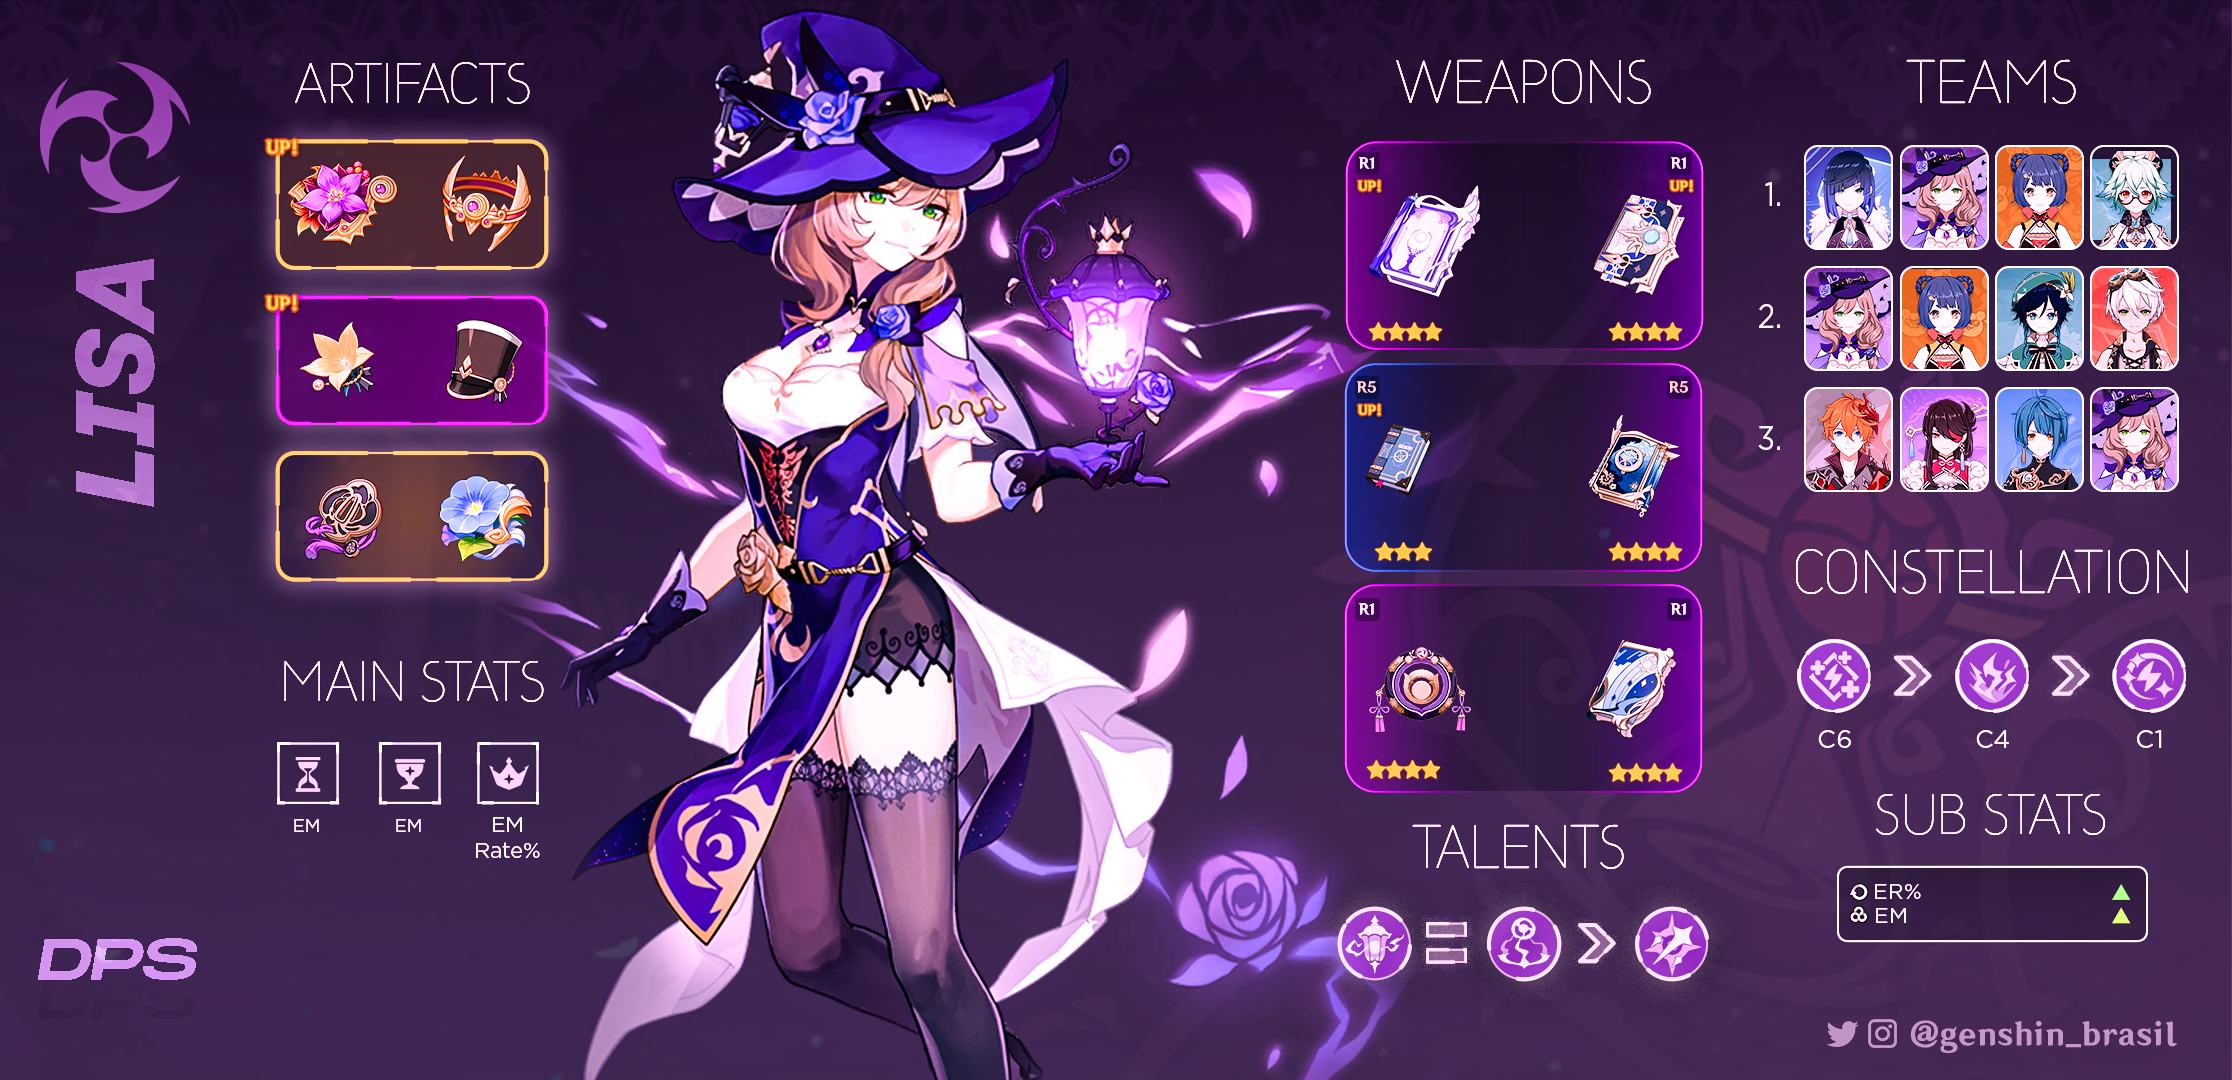 LISA
DPS
ARTIFACTS
UP!
UP!
MAIN STATS
EM
EM
EM
Rate%
WEAPONS
R1
UP!
R1
UP!
R5
UP!
R5
R1
R1
TALENTS
TEAMS
1.
2.
3.
CONSTELLATION
C6
C4
C1
SUB STATS
ER%
EM
@genshin_brasil